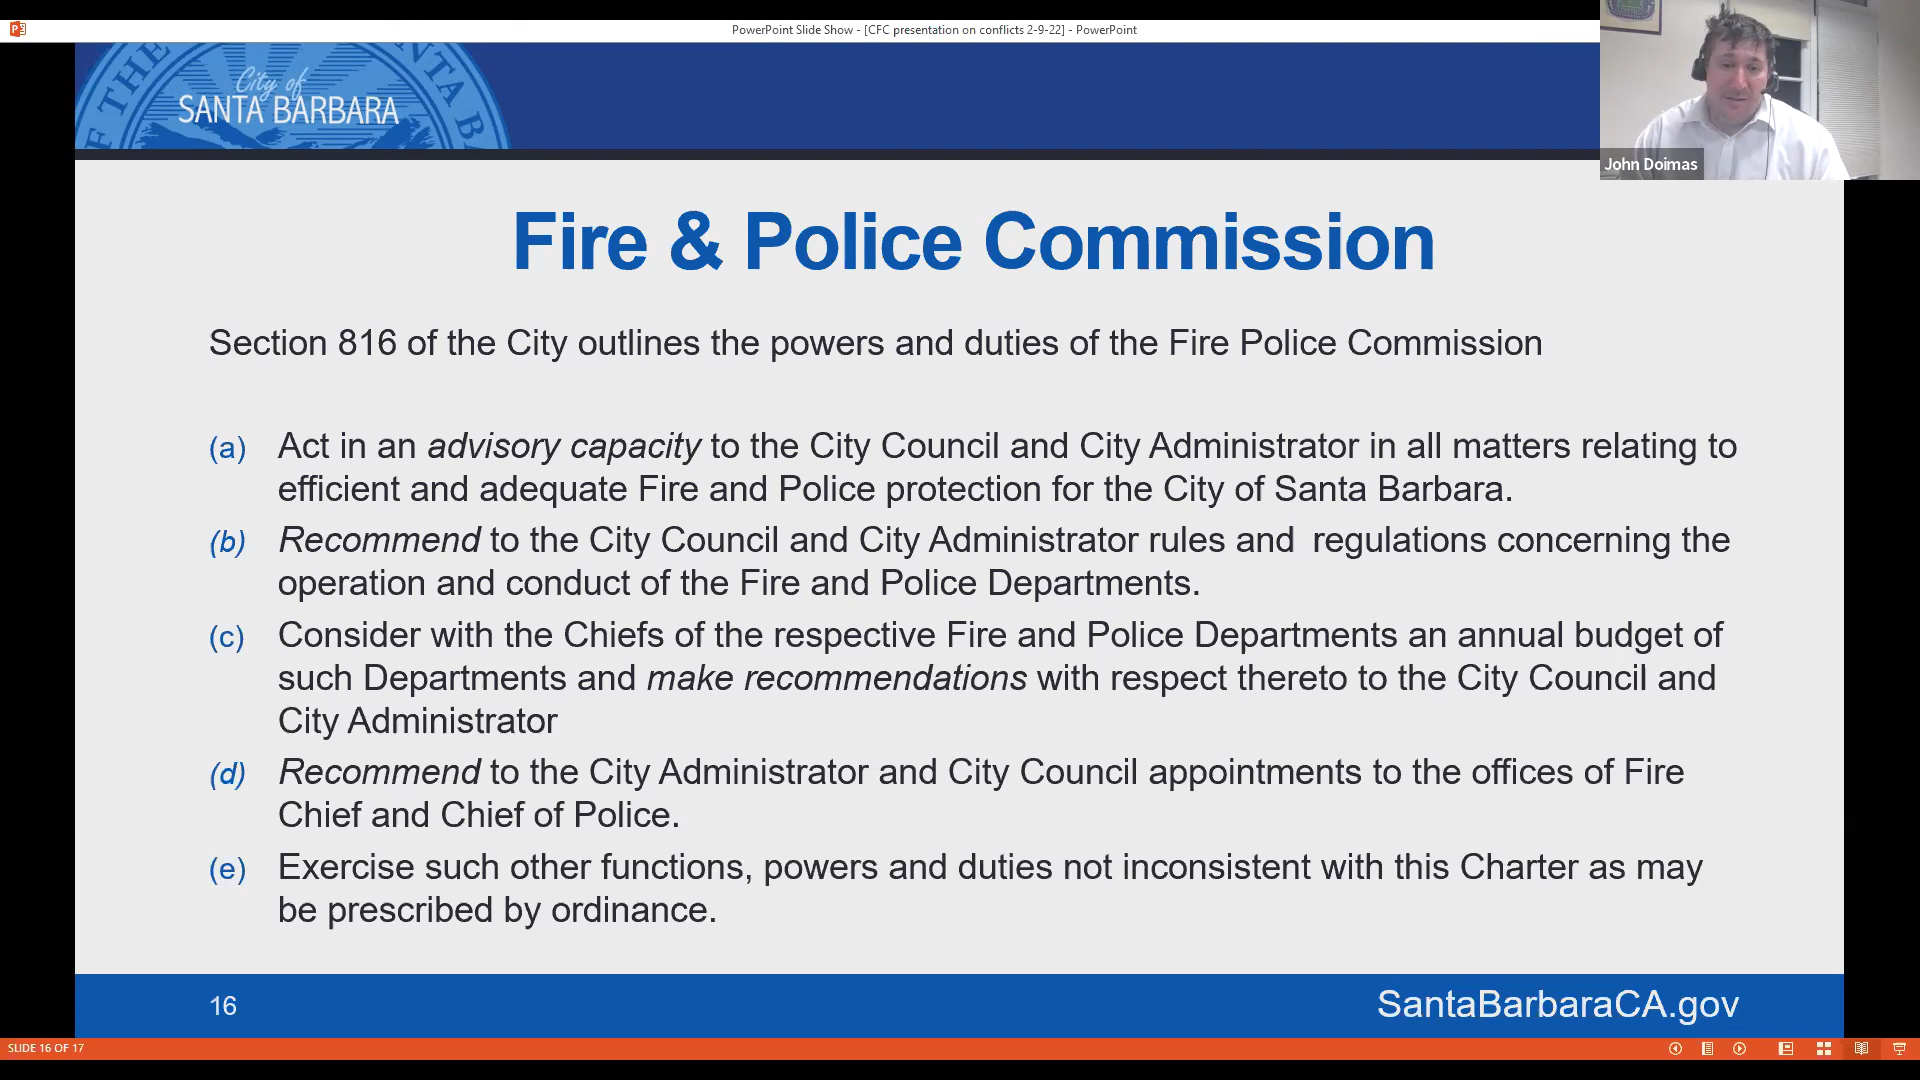 PowerPoint Slide Show - [CFC presentation on conflicts 2-9-22] - PowerPoint
OF THE
NTA B
City of
SANTA BARBARA
John Doimas
Fire & Police Commission
Section 816 of the City outlines the powers and duties of the Fire Police Commission
(a) Act in an advisory capacity to the City Council and City Administrator in all matters relating to
efficient and adequate Fire and Police protection for the City of Santa Barbara.
(b) Recommend to the City Council and City Administrator rules and regulations concerning the
operation and conduct of the Fire and Police Departments.
(c) Consider with the Chiefs of the respective Fire and Police Departments an annual budget of
such Departments and make recommendations with respect thereto to the City Council and
City Administrator
(d) Recommend to the City Administrator and City Council appointments to the offices of Fire
Chief and Chief of Police.
(e) Exercise such other functions, powers and duties not inconsistent with this Charter as may
be prescribed by ordinance.
16
SantaBarbaraCA.gov
SLIDE 16 OF 17